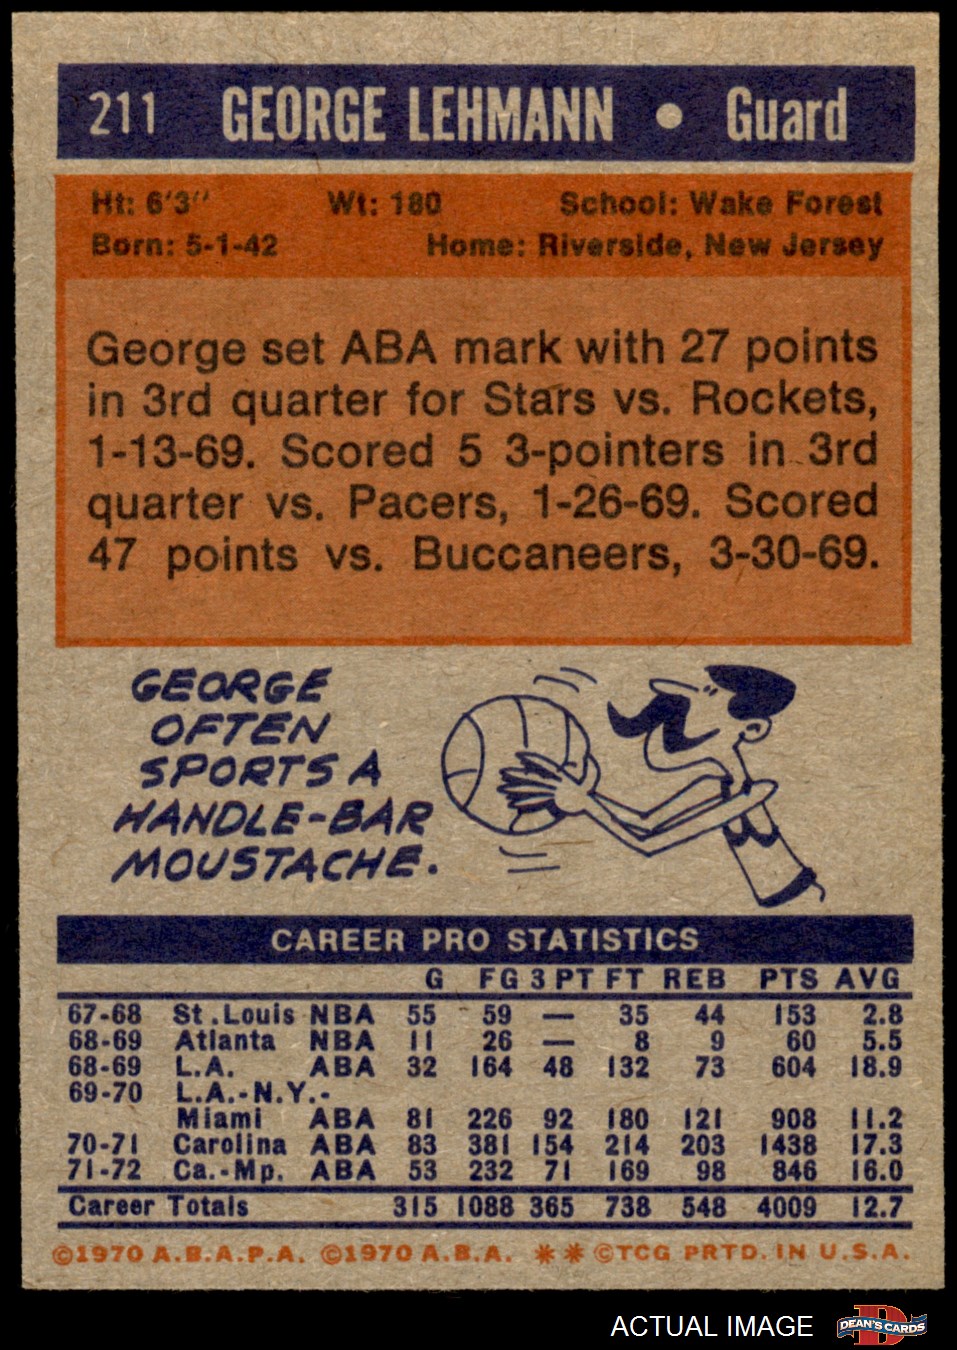 211 GEORGE LEHMANN • Guard
Ht: 6'3" Wt: 180 School: Wake Forest
Born: 5-1-42 Home: Riverside, New Jersey
George set ABA mark with 27 points
in 3rd quarter for Stars vs. Rockets,
1-13-69. Scored 5 3-pointers in 3rd
quarter vs. Pacers, 1-26-69. Scored
47 points vs. Buccaneers, 3-30-69.
GEORGE
OFTEN
SPORTS A
HANDLE-BAR
MOUSTACHE.
CAREER PRO STATISTICS
G FG 3 PT FT REB PTS AVG
67-68 St. Louis NBA 55 59 — 35 44 153 2.8
68-69 Atlanta NBA 11 26 — 8 9 60 5.5
68-69 L.A. ABA 32 164 48 132 73 604 18.9
69-70 L.A.-N.Y.-
Miami ABA 81 226 92 180 121 908 11.2
70-71 Carolina ABA 83 381 154 214 203 1438 17.3
71-72 Ca.-Mp. ABA 53 232 71 169 98 846 16.0
Career Totals 315 1088 365 738 548 4009 12.7
©1970 A.B.A.P.A. ©1970 A.B.A. ** ©TCG PRTD. IN U.S.A.
ACTUAL IMAGE DEAN'S CARDS